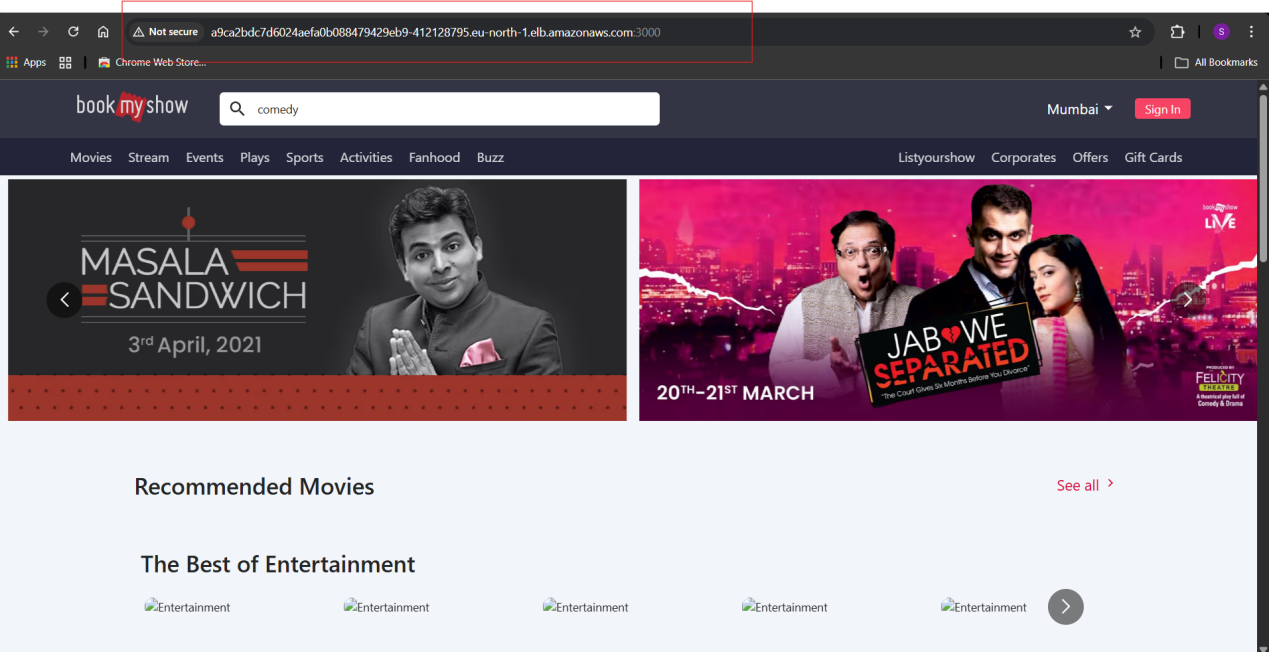 Not secure a9ca2bdc7d6024aefa0b088479429eb9-412128795.eu-north-1.elb.amazonaws.com:3000 S
Apps Chrome Web Store... All Bookmarks
book my show comedy Mumbai Sign In
Movies Stream Events Plays Sports Activities Fanhood Buzz Listyourshow Corporates Offers Gift Cards
MASALA
SANDWICH
3rd April, 2021
book my show
LIVE
JAB WE
SEPARATED
"The Court Gives Six Months Before You Divorce"
20TH-21ST MARCH
PRODUCED BY
FELICITY
THEATRE
A theatrical play full of
Comedy & Drama
Recommended Movies See all
The Best of Entertainment
Entertainment Entertainment Entertainment Entertainment Entertainment